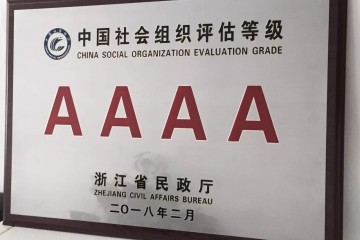 中国社会组织评估等级
CHINA SOCIAL ORGANIZATION EVALUATION GRADE
AAAA
浙江省民政厅
ZHEJIANG CIVIL AFFAIRS BUREAU
二〇一八年二月